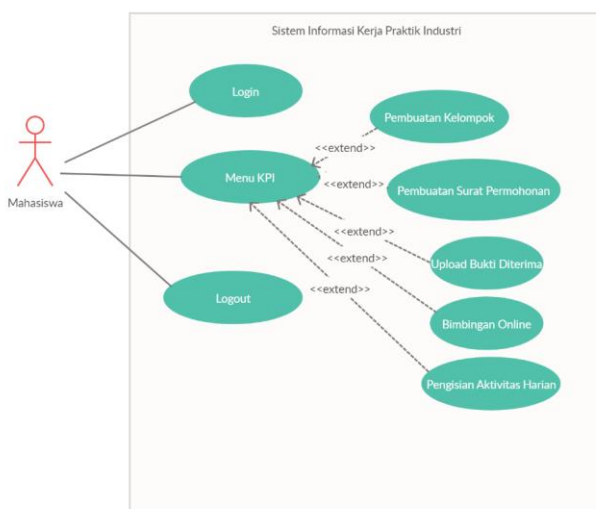 Sistem Informasi Kerja Praktik Industri
Login
Pembuatan Kelompok
<<extend>>
Mahasiswa
Menu KPI
<<extend>>
Pembuatan Surat Permohonan
<<extend>>
Upload Bukti Diterima
<<extend>>
Logout
<<extend>>
Bimbingan Online
Pengisian Aktivitas Harian